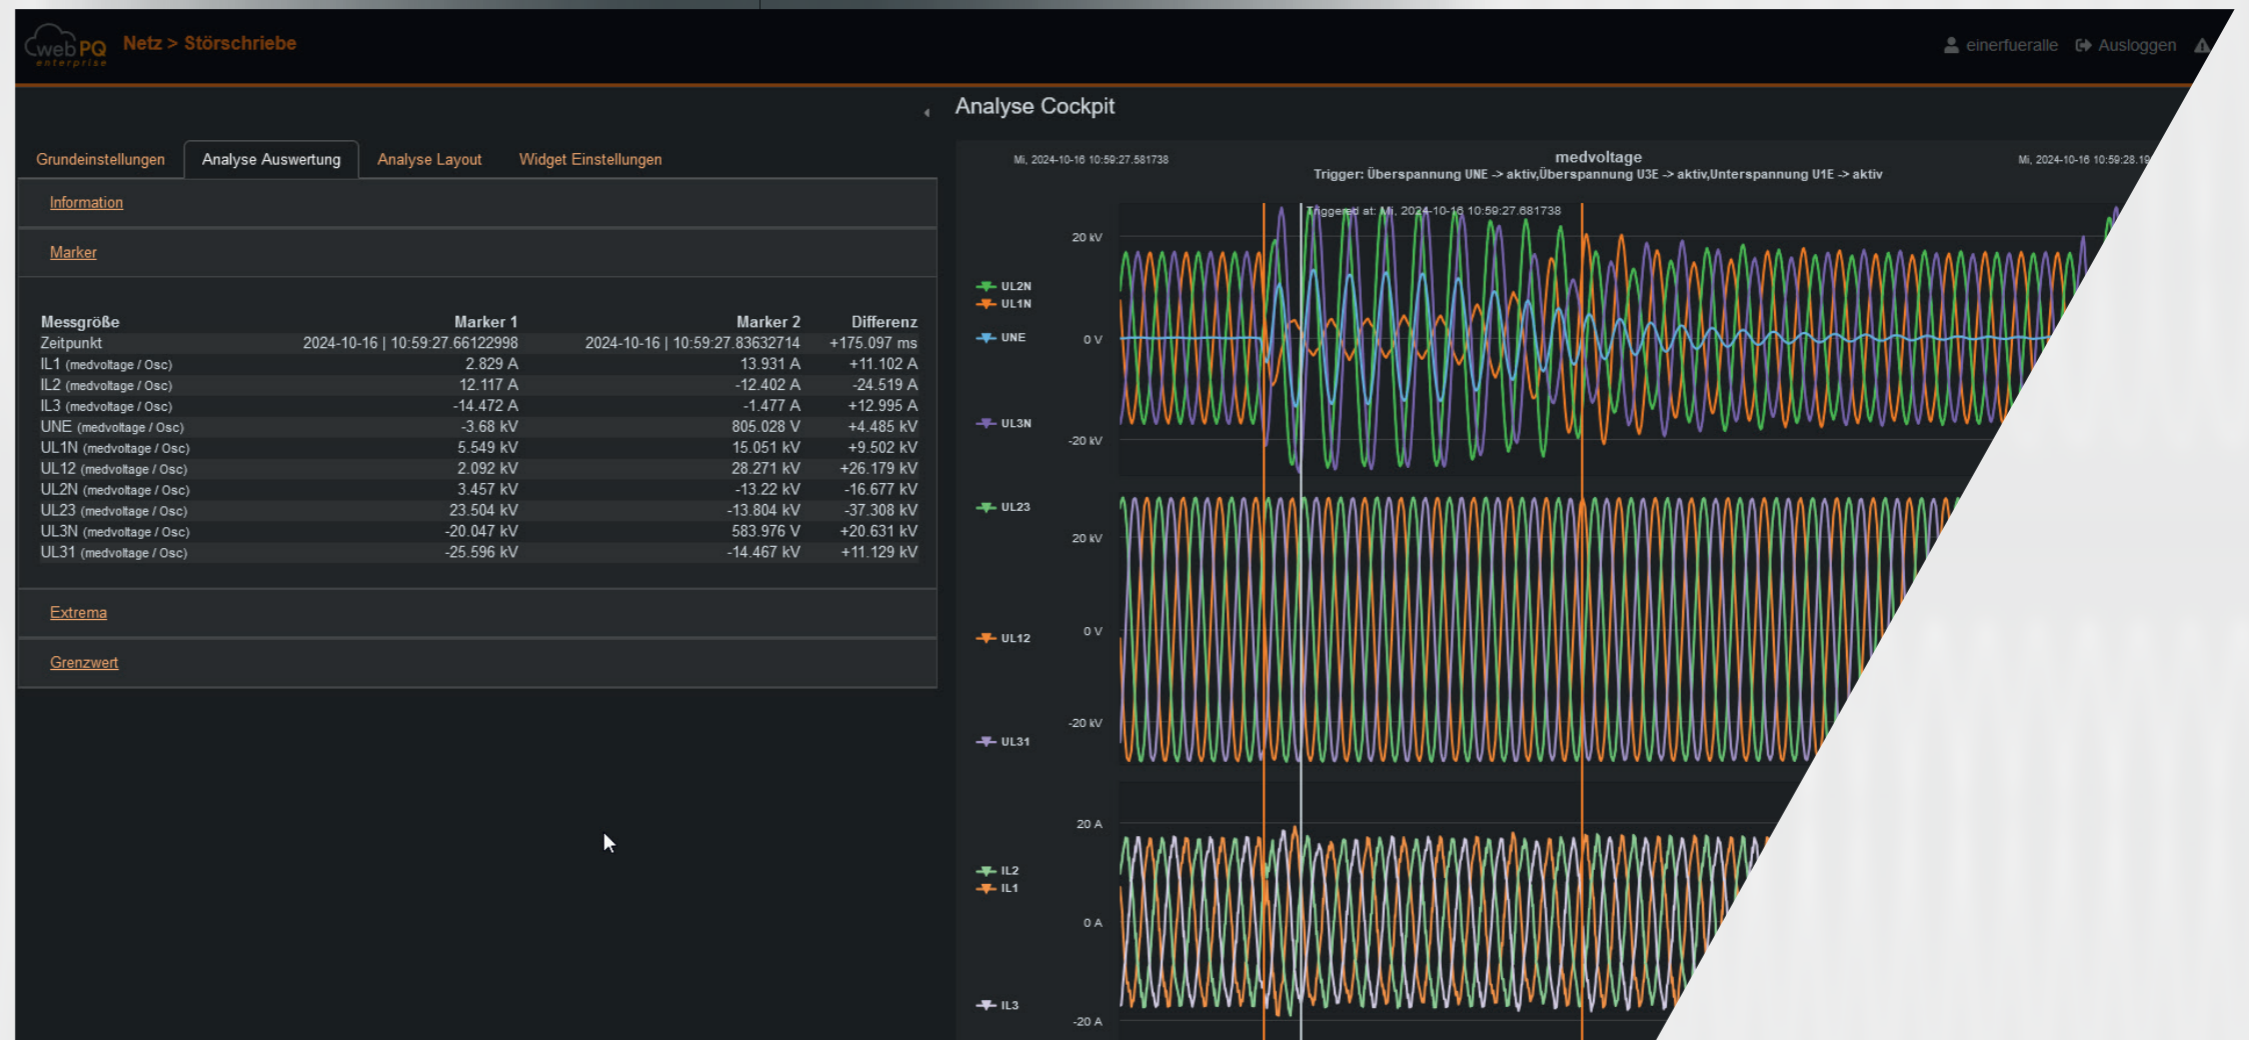 webPQ
enterprise
Netz > Störschriebe
einerfueralle Ausloggen
Analyse Cockpit
Grundeinstellungen Analyse Auswertung Analyse Layout Widget Einstellungen
Information
Marker
Messgröße Marker 1 Marker 2 Differenz
Zeitpunkt 2024-10-16 | 10:59:27.66122998 2024-10-16 | 10:59:27.83632714 +175.097 ms
IL1 (medvoltage / Osc) 2.829 A 13.931 A +11.102 A
IL2 (medvoltage / Osc) 12.117 A -12.402 A -24.519 A
IL3 (medvoltage / Osc) -14.472 A -1.477 A +12.995 A
UNE (medvoltage / Osc) -3.68 kV 805.028 V +4.485 kV
UL1N (medvoltage / Osc) 5.549 kV 15.051 kV +9.502 kV
UL12 (medvoltage / Osc) 2.092 kV 28.271 kV +26.179 kV
UL2N (medvoltage / Osc) 3.457 kV -13.22 kV -16.677 kV
UL23 (medvoltage / Osc) 23.504 kV -13.804 kV -37.308 kV
UL3N (medvoltage / Osc) -20.047 kV 583.976 V +20.631 kV
UL31 (medvoltage / Osc) -25.596 kV -14.467 kV +11.129 kV
Extrema
Grenzwert
Mi, 2024-10-16 10:59:27.581738 medvoltage Mi, 2024-10-16 10:59:28.19
Trigger: Überspannung UNE -> aktiv,Überspannung U3E -> aktiv,Unterspannung U1E -> aktiv
Triggered at: Mi, 2024-10-16 10:59:27.681738
20 kV
UL2N
UL1N
UNE
0 V
UL3N
-20 kV
UL23
20 kV
0 V
UL12
-20 kV
UL31
20 A
IL2
IL1
0 A
IL3
-20 A